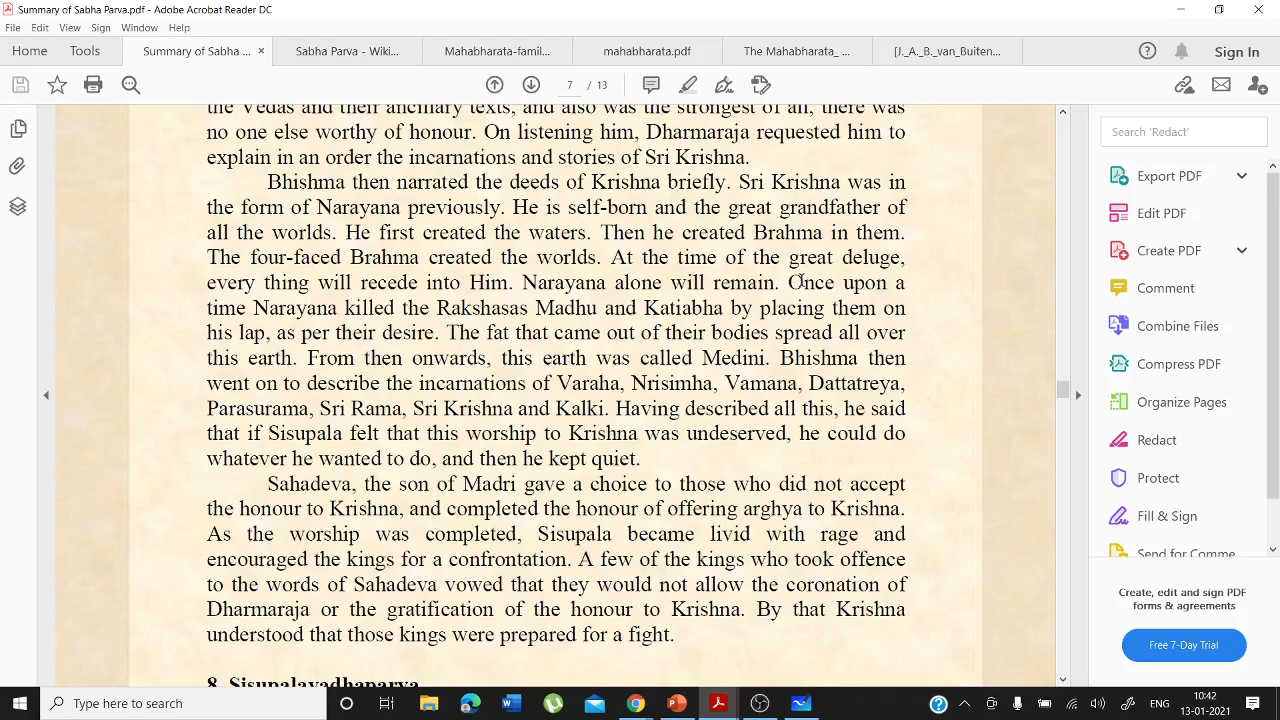 Summary of Sabha Parva.pdf - Adobe Acrobat Reader DC
File Edit View Sign Window Help
Home Tools Summary of Sabha ... × Sabha Parva - Wiki... Mahabharata-famil... mahabharata.pdf The Mahabharata_ ... [J._A._B._van_Buiten... Sign In
7 / 13
the Vedas and their ancillary texts, and also was the strongest of all, there was
no one else worthy of honour. On listening him, Dharmaraja requested him to
explain in an order the incarnations and stories of Sri Krishna.
Bhishma then narrated the deeds of Krishna briefly. Sri Krishna was in
the form of Narayana previously. He is self-born and the great grandfather of
all the worlds. He first created the waters. Then he created Brahma in them.
The four-faced Brahma created the worlds. At the time of the great deluge,
every thing will recede into Him. Narayana alone will remain. Once upon a
time Narayana killed the Rakshasas Madhu and Katiabha by placing them on
his lap, as per their desire. The fat that came out of their bodies spread all over
this earth. From then onwards, this earth was called Medini. Bhishma then
went on to describe the incarnations of Varaha, Nrisimha, Vamana, Dattatreya,
Parasurama, Sri Rama, Sri Krishna and Kalki. Having described all this, he said
that if Sisupala felt that this worship to Krishna was undeserved, he could do
whatever he wanted to do, and then he kept quiet.
Sahadeva, the son of Madri gave a choice to those who did not accept
the honour to Krishna, and completed the honour of offering arghya to Krishna.
As the worship was completed, Sisupala became livid with rage and
encouraged the kings for a confrontation. A few of the kings who took offence
to the words of Sahadeva vowed that they would not allow the coronation of
Dharmaraja or the gratification of the honour to Krishna. By that Krishna
understood that those kings were prepared for a fight.
8. Sisupalavadhaparva
Search 'Redact'
Export PDF
Edit PDF
Create PDF
Comment
Combine Files
Compress PDF
Organize Pages
Redact
Protect
Fill & Sign
Send for Comme
Create, edit and sign PDF
forms & agreements
Free 7-Day Trial
Type here to search
ENG
10:42
13-01-2021